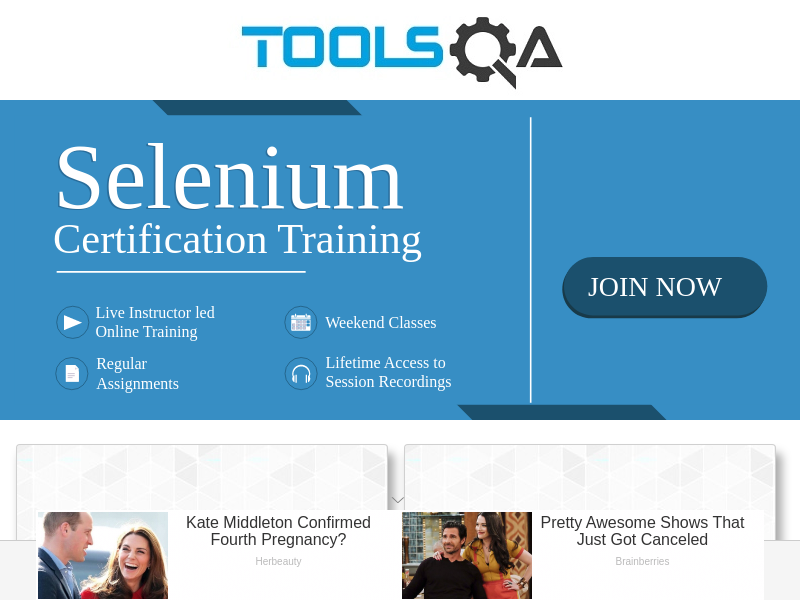 TOOLSQA
Selenium
Certification Training
JOIN NOW
Live Instructor led
Online Training
Weekend Classes
Regular
Assignments
Lifetime Access to
Session Recordings
Kate Middleton Confirmed
Fourth Pregnancy?
Herbeauty
Pretty Awesome Shows That
Just Got Canceled
Brainberries